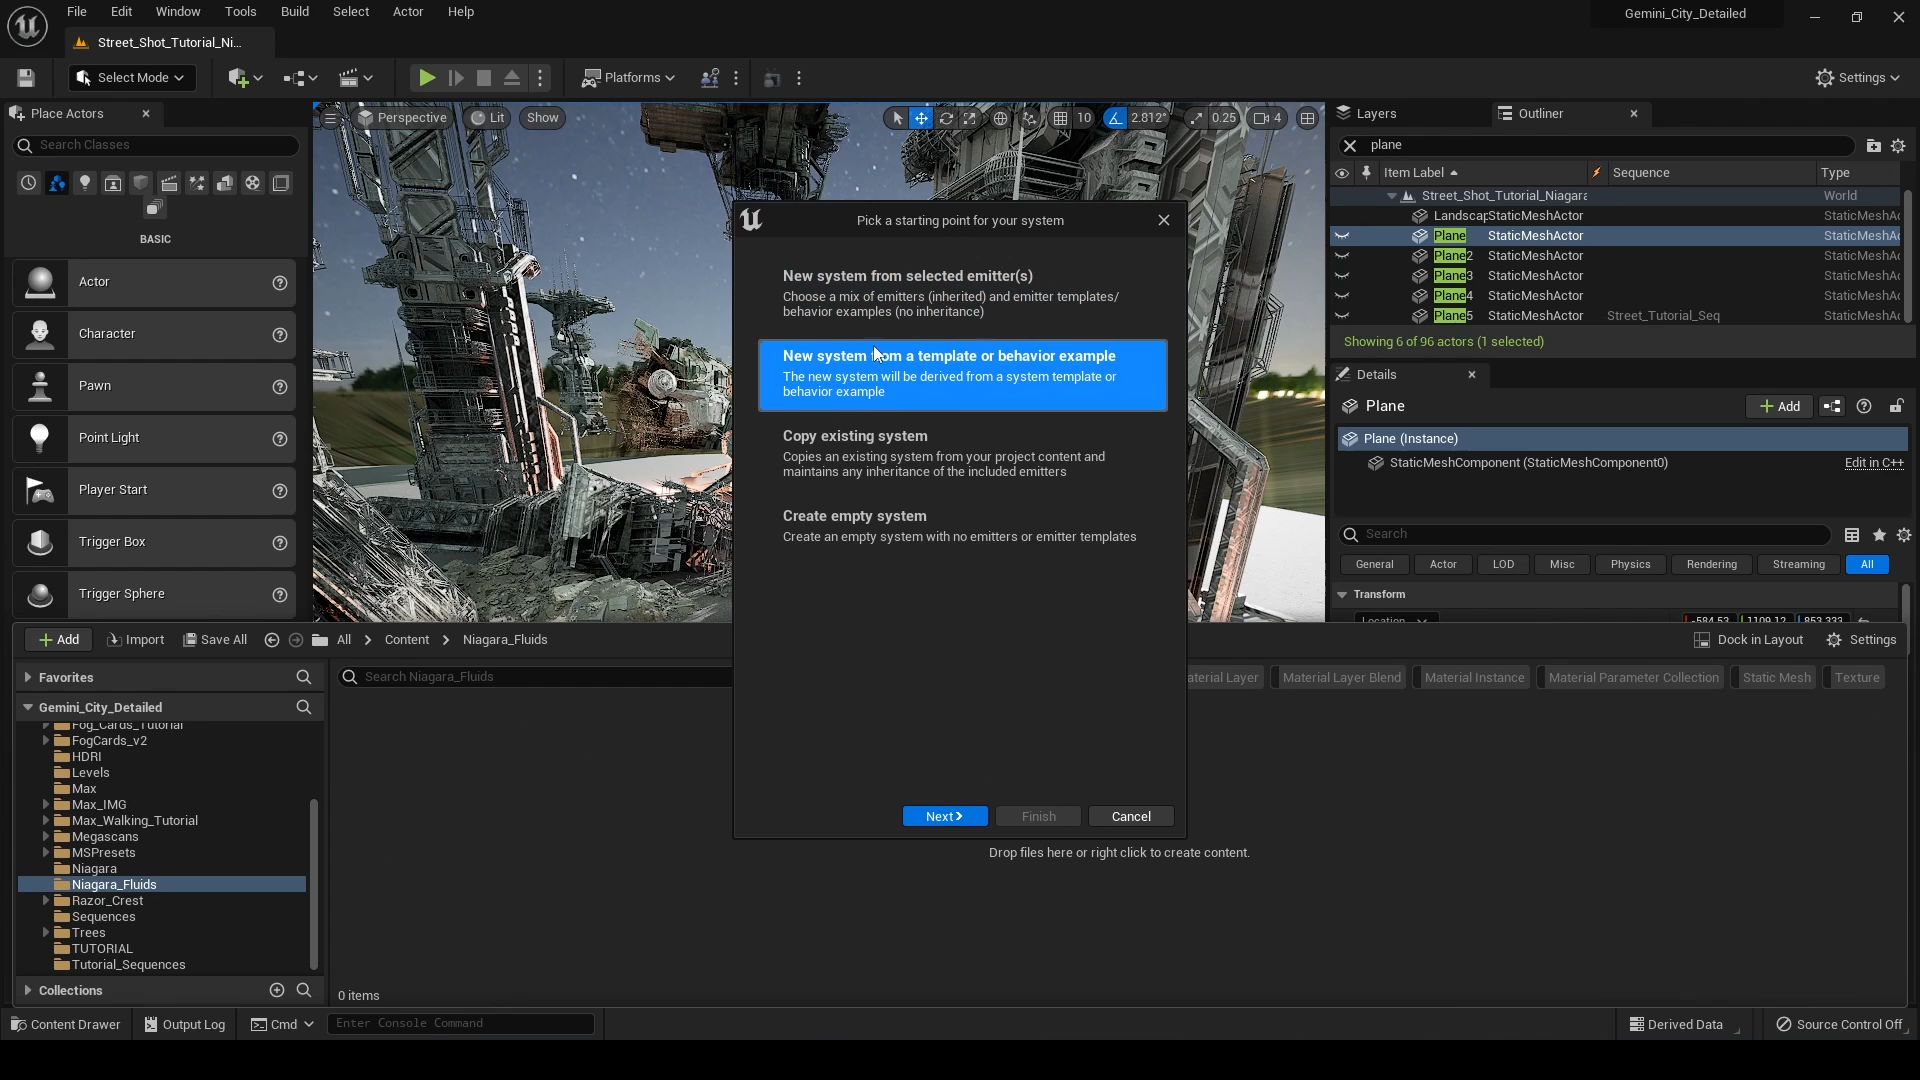 File Edit Window Tools Build Select Actor Help
Gemini_City_Detailed
Street_Shot_Tutorial_Ni...
Select Mode
Platforms
Settings
Place Actors
Search Classes
BASIC
Actor
Character
Pawn
Point Light
Player Start
Trigger Box
Trigger Sphere
Perspective Lit Show
10 2.812° 0.25 4
Pick a starting point for your system
New system from selected emitter(s)
Choose a mix of emitters (inherited) and emitter templates/
behavior examples (no inheritance)
New system from a template or behavior example
The new system will be derived from a system template or
behavior example
Copy existing system
Copies an existing system from your project content and
maintains any inheritance of the included emitters
Create empty system
Create an empty system with no emitters or emitter templates
Next Finish Cancel
Layers Outliner
plane
Item Label Sequence Type
Street_Shot_Tutorial_Niagara World
Landscap StaticMeshActor StaticMeshAc
Plane StaticMeshActor StaticMeshAc
Plane2 StaticMeshActor StaticMeshAc
Plane3 StaticMeshActor StaticMeshAc
Plane4 StaticMeshActor StaticMeshAc
Plane5 StaticMeshActor Street_Tutorial_Seq StaticMeshAc
Showing 6 of 96 actors (1 selected)
Details
Plane
Add
Plane (Instance)
StaticMeshComponent (StaticMeshComponent0) Edit in C++
Search
General Actor LOD Misc Physics Rendering Streaming All
Transform
Location -584.53 1109.12 853.333
Add Import Save All All Content Niagara_Fluids
Dock in Layout Settings
Favorites
Gemini_City_Detailed
Fog_Cards_Tutorial
FogCards_v2
HDRI
Levels
Max
Max_IMG
Max_Walking_Tutorial
Megascans
MSPresets
Niagara
Niagara_Fluids
Razor_Crest
Sequences
Trees
TUTORIAL
Tutorial_Sequences
Collections
Search Niagara_Fluids
aterial Layer Material Layer Blend Material Instance Material Parameter Collection Static Mesh Texture
Drop files here or right click to create content.
0 items
Content Drawer Output Log Cmd Enter Console Command
Derived Data Source Control Off